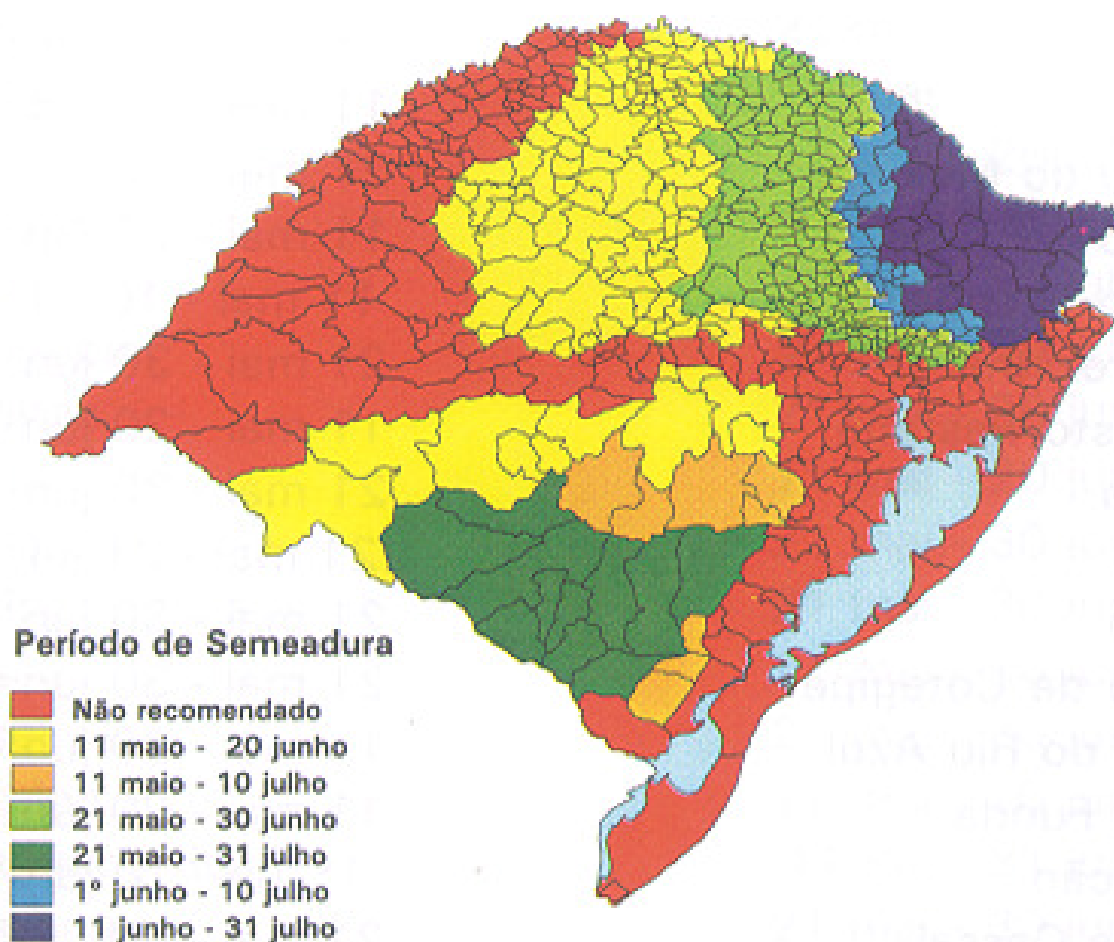 Período de Semeadura
Não recomendado
11 maio - 20 junho
11 maio - 10 julho
21 maio - 30 junho
21 maio - 31 julho
1º junho - 10 julho
11 junho - 31 julho